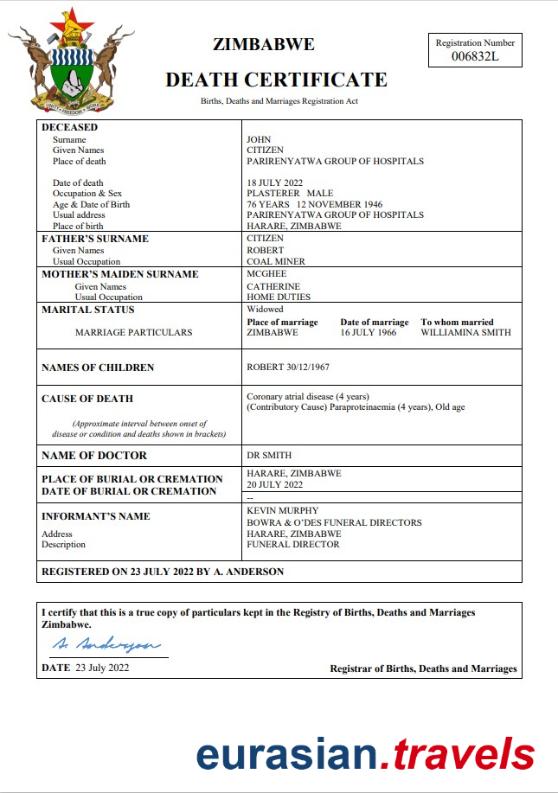 ZIMBABWE
Registration Number
006832L
DEATH CERTIFICATE
Births, Deaths and Marriages Registration Act
DECEASED
Surname JOHN
Given Names CITIZEN
Place of death PARIRENYATWA GROUP OF HOSPITALS
Date of death 18 JULY 2022
Occupation & Sex PLASTERER MALE
Age & Date of Birth 76 YEARS 12 NOVEMBER 1946
Usual address PARIRENYATWA GROUP OF HOSPITALS
Place of birth HARARE, ZIMBABWE
FATHER'S SURNAME CITIZEN
Given Names ROBERT
Usual Occupation COAL MINER
MOTHER'S MAIDEN SURNAME MCGHEE
Given Names CATHERINE
Usual Occupation HOME DUTIES
MARITAL STATUS Widowed
Place of marriage Date of marriage To whom married
MARRIAGE PARTICULARS ZIMBABWE 16 JULY 1966 WILLIAMINA SMITH
NAMES OF CHILDREN ROBERT 30/12/1967
CAUSE OF DEATH Coronary atrial disease (4 years)
(Contributory Cause) Paraproteinaemia (4 years), Old age
(Approximate interval between onset of
disease or condition and deaths shown in brackets)
NAME OF DOCTOR DR SMITH
PLACE OF BURIAL OR CREMATION HARARE, ZIMBABWE
DATE OF BURIAL OR CREMATION 20 JULY 2022
--
INFORMANT'S NAME KEVIN MURPHY
BOWRA & O'DES FUNERAL DIRECTORS
Address HARARE, ZIMBABWE
Description FUNERAL DIRECTOR
REGISTERED ON 23 JULY 2022 BY A. ANDERSON
I certify that this is a true copy of particulars kept in the Registry of Births, Deaths and Marriages
Zimbabwe.
A. Anderson
DATE 23 July 2022 Registrar of Births, Deaths and Marriages
eurasian.travels